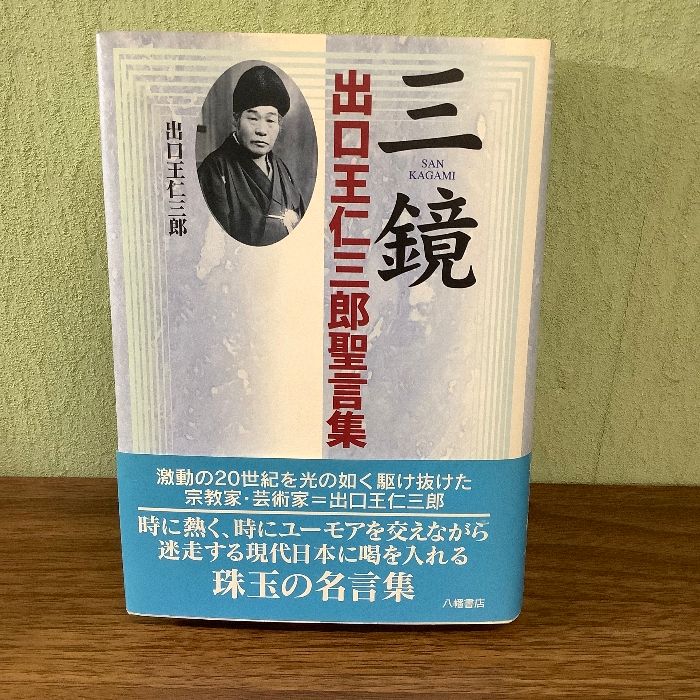 三鏡
SAN
KAGAMI
出口王仁三郎聖言集
出口王仁三郎
激動の20世紀を光の如く駆け抜けた
宗教家・芸術家＝出口王仁三郎
時に熱く、時にユーモアを交えながら
迷走する現代日本に喝を入れる
珠玉の名言集
八幡書店